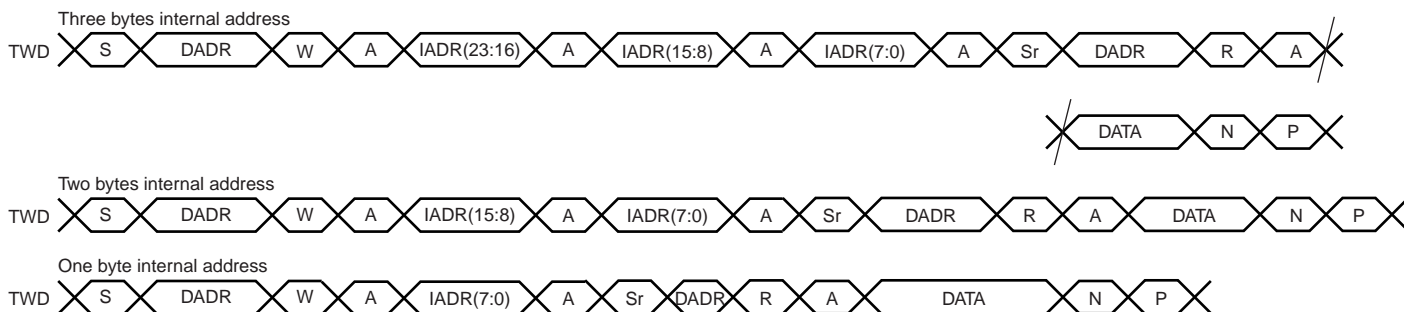 Three bytes internal address
TWD S DADR W A IADR(23:16) A IADR(15:8) A IADR(7:0) A Sr DADR R A
DATA N P
Two bytes internal address
TWD S DADR W A IADR(15:8) A IADR(7:0) A Sr DADR R A DATA N P
One byte internal address
TWD S DADR W A IADR(7:0) A Sr DADR R A DATA N P